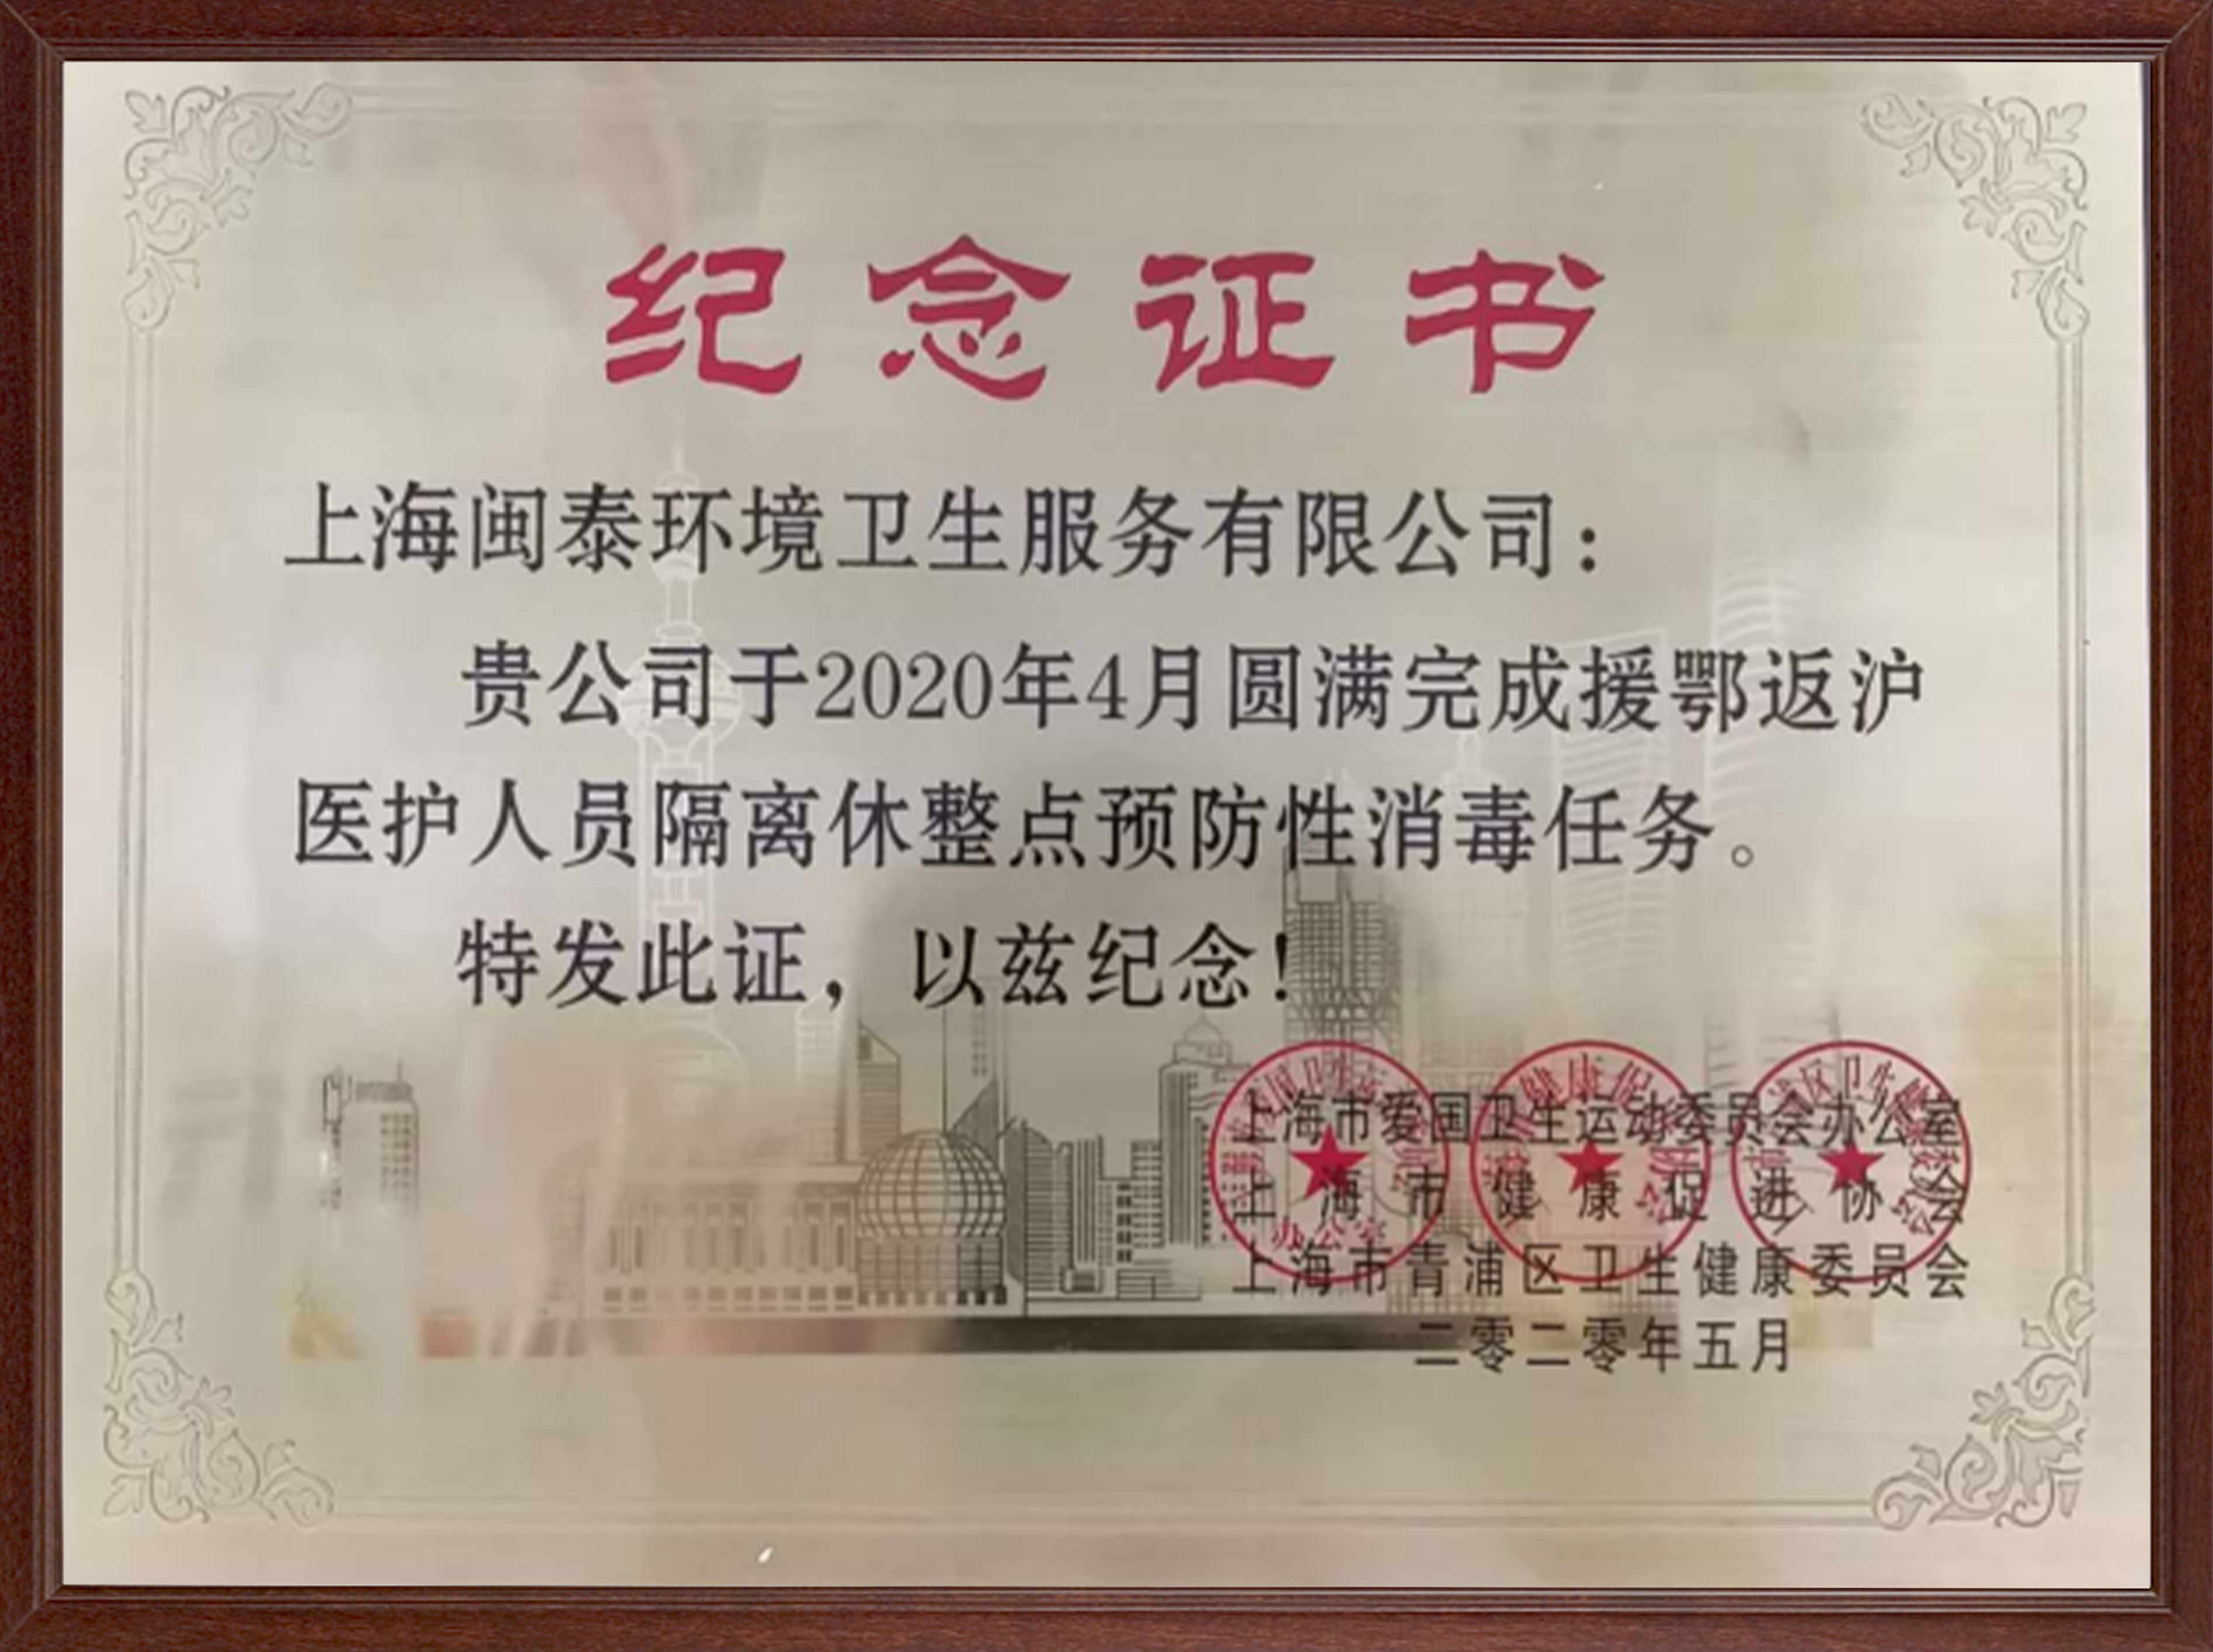 纪念证书
上海闽泰环境卫生服务有限公司：
贵公司于2020年4月圆满完成援鄂返沪
医护人员隔离休整点预防性消毒任务。
特发此证，以兹纪念！
上海市爱国卫生运动委员会办公室
上海市健康促进协会
上海市青浦区卫生健康委员会
二零二零年五月
办公室